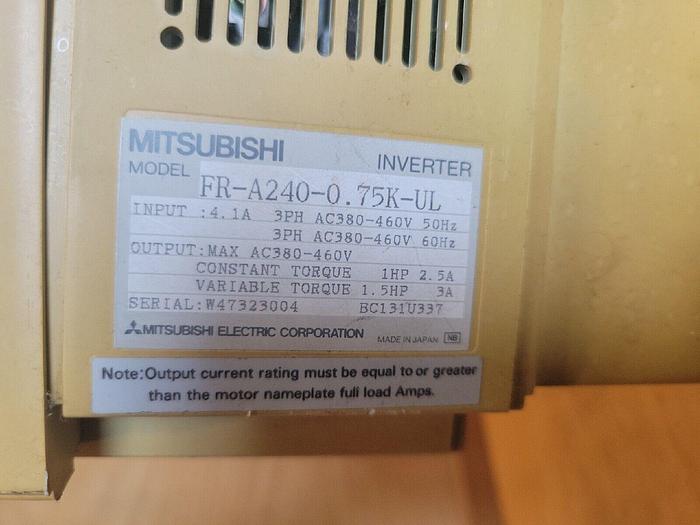 MITSUBISHI INVERTER
MODEL FR-A240-0.75K-UL
INPUT :4.1A 3PH AC380-460V 50Hz
3PH AC380-460V 60Hz
OUTPUT:MAX AC380-460V
CONSTANT TORQUE 1HP 2.5A
VARIABLE TORQUE 1.5HP 3A
SERIAL:W47323004 BC131U337
MITSUBISHI ELECTRIC CORPORATION MADE IN JAPAN NB
Note:Output current rating must be equal to or greater
than the motor nameplate full load Amps.